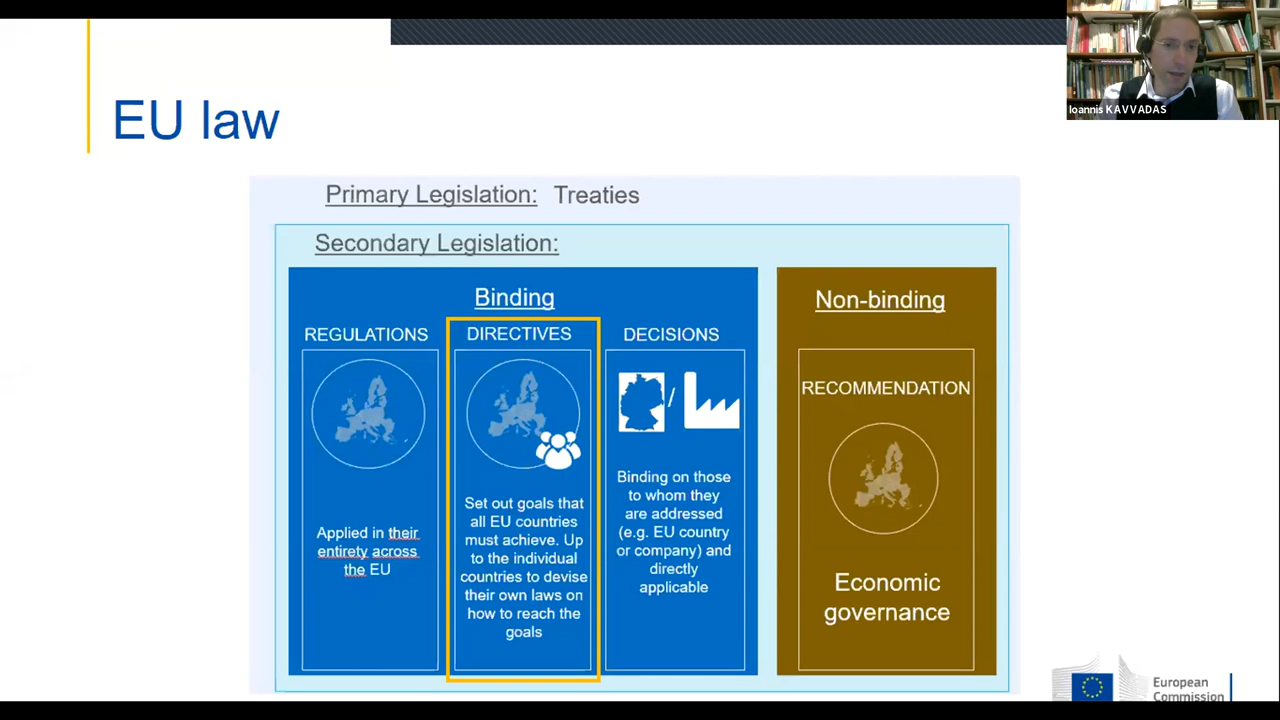 Ioannis KAVVADAS
EU law
Primary Legislation: Treaties
Secondary Legislation:
Binding
REGULATIONS
Applied in their
entirety across
the EU
DIRECTIVES
Set out goals that
all EU countries
must achieve. Up
to the individual
countries to devise
their own laws on
how to reach the
goals
DECISIONS
/
Binding on those
to whom they
are addressed
(e.g. EU country
or company) and
directly
applicable
Non-binding
RECOMMENDATION
Economic
governance
European
Commission